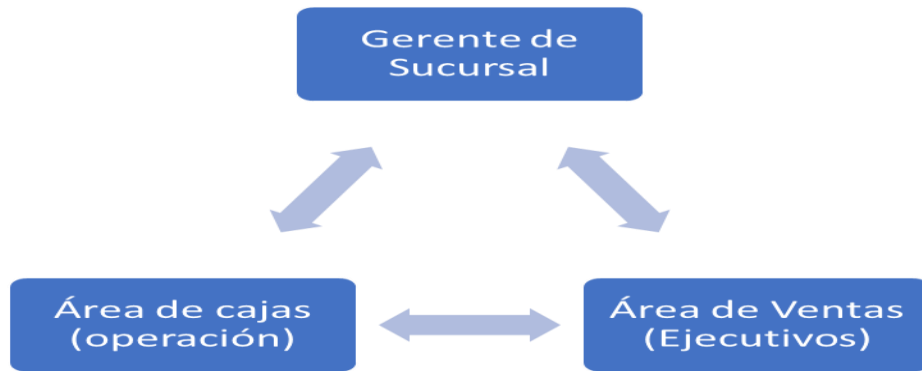 Gerente de
Sucursal
Área de cajas
(operación)
Área de Ventas
(Ejecutivos)